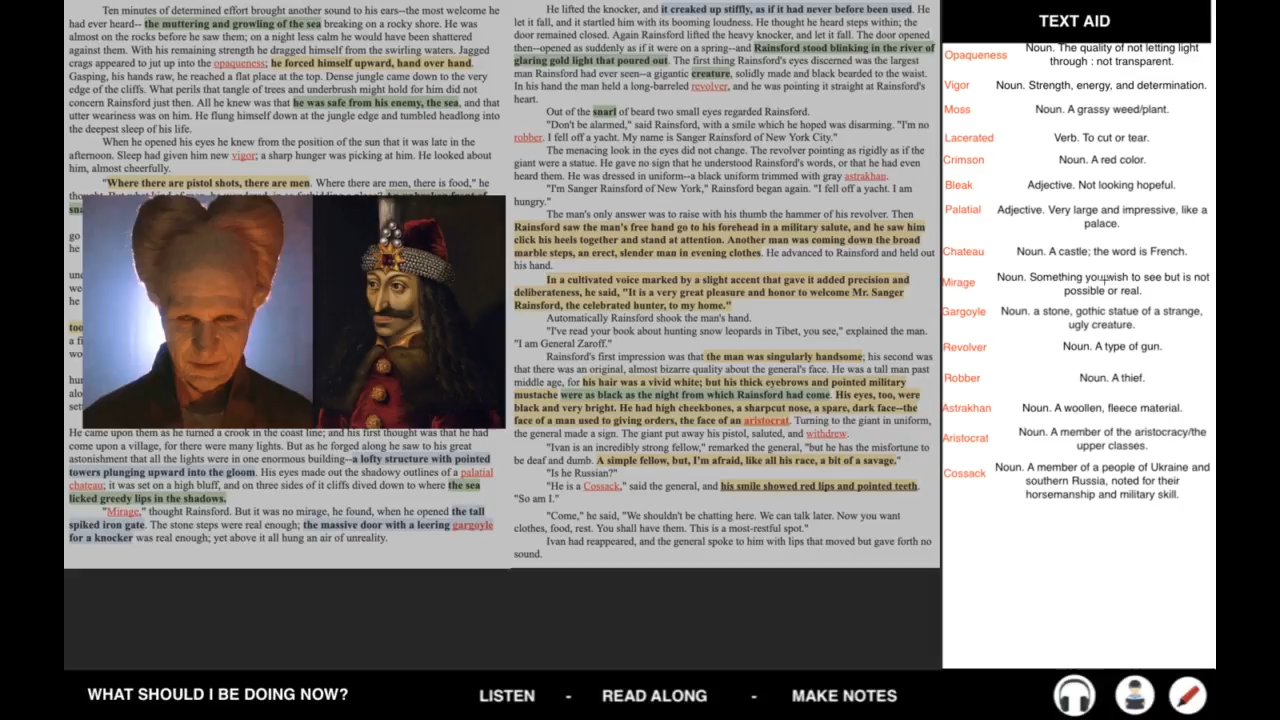 Ten minutes of determined effort brought another sound to his ears--the most welcome he
had ever heard-- the muttering and growling of the sea breaking on a rocky shore. He was
almost on the rocks before he saw them; on a night less calm he would have been shattered
against them. With his remaining strength he dragged himself from the swirling waters. Jagged
crags appeared to jut up into the opaqueness; he forced himself upward, hand over hand.
Gasping, his hands raw, he reached a flat place at the top. Dense jungle came down to the very
edge of the cliffs. What perils that tangle of trees and underbrush might hold for him did not
concern Rainsford just then. All he knew was that he was safe from his enemy, the sea, and that
utter weariness was on him. He flung himself down at the jungle edge and tumbled headlong into
the deepest sleep of his life.
When he opened his eyes he knew from the position of the sun that it was late in the
afternoon. Sleep had given him new vigor; a sharp hunger was picking at him. He looked about
him, almost cheerfully.
"Where there are pistol shots, there are men. Where there are men, there is food," he
He came upon them as he turned a crook in the coast line; and his first thought was that he had
come upon a village, for there were many lights. But as he forged along he saw to his great
astonishment that all the lights were in one enormous building--a lofty structure with pointed
towers plunging upward into the gloom. His eyes made out the shadowy outlines of a palatial
chateau; it was set on a high bluff, and on three sides of it cliffs dived down to where the sea
licked greedy lips in the shadows.
"Mirage," thought Rainsford. But it was no mirage, he found, when he opened the tall
spiked iron gate. The stone steps were real enough; the massive door with a leering gargoyle
for a knocker was real enough; yet above it all hung an air of unreality.
He lifted the knocker, and it creaked up stiffly, as if it had never before been used. He
let it fall, and it startled him with its booming loudness. He thought he heard steps within; the
door remained closed. Again Rainsford lifted the heavy knocker, and let it fall. The door opened
then--opened as suddenly as if it were on a spring--and Rainsford stood blinking in the river of
glaring gold light that poured out. The first thing Rainsford's eyes discerned was the largest
man Rainsford had ever seen--a gigantic creature, solidly made and black bearded to the waist.
In his hand the man held a long-barreled revolver, and he was pointing it straight at Rainsford's
heart.
Out of the snarl of beard two small eyes regarded Rainsford.
"Don't be alarmed," said Rainsford, with a smile which he hoped was disarming. "I'm no
robber. I fell off a yacht. My name is Sanger Rainsford of New York City."
The menacing look in the eyes did not change. The revolver pointing as rigidly as if the
giant were a statue. He gave no sign that he understood Rainsford's words, or that he had even
heard them. He was dressed in uniform--a black uniform trimmed with gray astrakhan.
"I'm Sanger Rainsford of New York," Rainsford began again. "I fell off a yacht. I am
hungry."
The man's only answer was to raise with his thumb the hammer of his revolver. Then
Rainsford saw the man's free hand go to his forehead in a military salute, and he saw him
click his heels together and stand at attention. Another man was coming down the broad
marble steps, an erect, slender man in evening clothes. He advanced to Rainsford and held out
his hand.
In a cultivated voice marked by a slight accent that gave it added precision and
deliberateness, he said, "It is a very great pleasure and honor to welcome Mr. Sanger
Rainsford, the celebrated hunter, to my home."
Automatically Rainsford shook the man's hand.
"I've read your book about hunting snow leopards in Tibet, you see," explained the man.
"I am General Zaroff."
Rainsford's first impression was that the man was singularly handsome; his second was
that there was an original, almost bizarre quality about the general's face. He was a tall man past
middle age, for his hair was a vivid white; but his thick eyebrows and pointed military
mustache were as black as the night from which Rainsford had come. His eyes, too, were
black and very bright. He had high cheekbones, a sharpcut nose, a spare, dark face--the
face of a man used to giving orders, the face of an aristocrat. Turning to the giant in uniform,
the general made a sign. The giant put away his pistol, saluted, and withdrew.
"Ivan is an incredibly strong fellow," remarked the general, "but he has the misfortune to
be deaf and dumb. A simple fellow, but, I'm afraid, like all his race, a bit of a savage."
"Is he Russian?"
"He is a Cossack," said the general, and his smile showed red lips and pointed teeth.
"So am I."
"Come," he said, "We shouldn't be chatting here. We can talk later. Now you want
clothes, food, rest. You shall have them. This is a most-restful spot."
Ivan had reappeared, and the general spoke to him with lips that moved but gave forth no
sound.
TEXT AID
Opaqueness Noun. The quality of not letting light
through : not transparent.
Vigor Noun. Strength, energy, and determination.
Moss Noun. A grassy weed/plant.
Lacerated Verb. To cut or tear.
Crimson Noun. A red color.
Bleak Adjective. Not looking hopeful.
Palatial Adjective. Very large and impressive, like a
palace.
Chateau Noun. A castle; the word is French.
Mirage Noun. Something you wish to see but is not
possible or real.
Gargoyle Noun. a stone, gothic statue of a strange,
ugly creature.
Revolver Noun. A type of gun.
Robber Noun. A thief.
Astrakhan Noun. A woollen, fleece material.
Aristocrat Noun. A member of the aristocracy/the
upper classes.
Cossack Noun. A member of a people of Ukraine and
southern Russia, noted for their
horsemanship and military skill.
WHAT SHOULD I BE DOING NOW? LISTEN - READ ALONG - MAKE NOTES